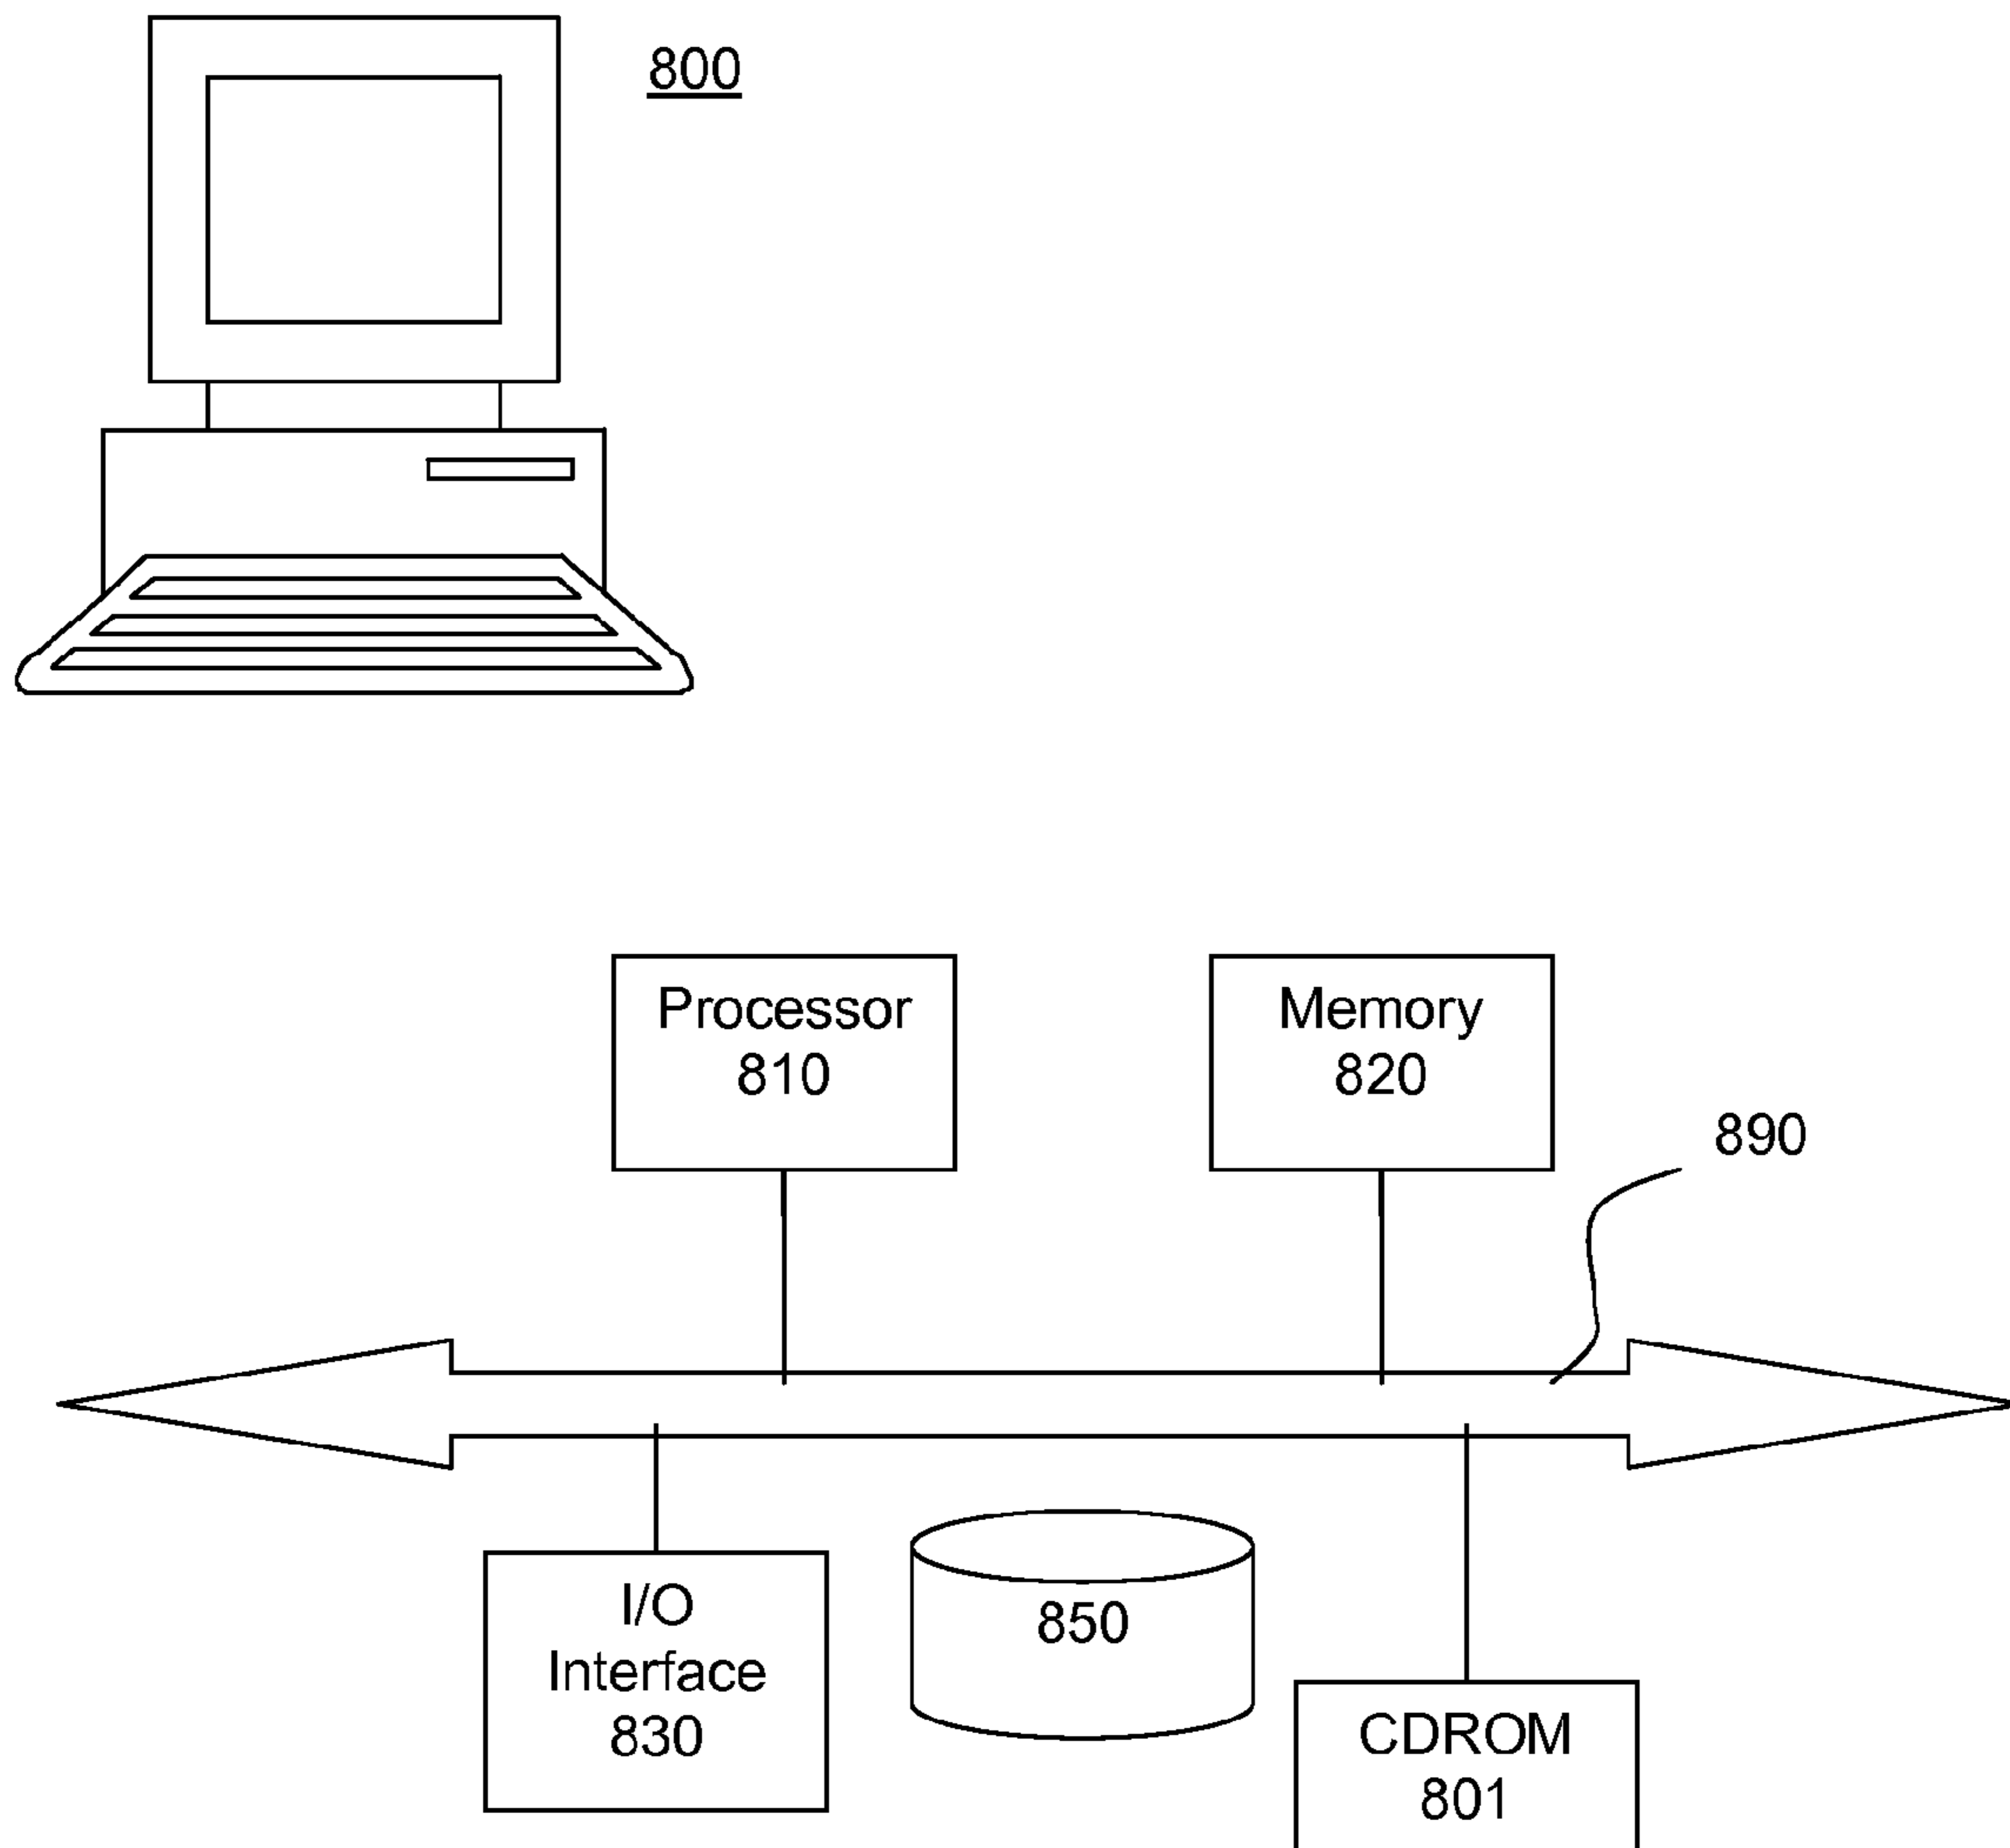 800
Processor
810
Memory
820
890
I/O
Interface
830
850
CDROM
801